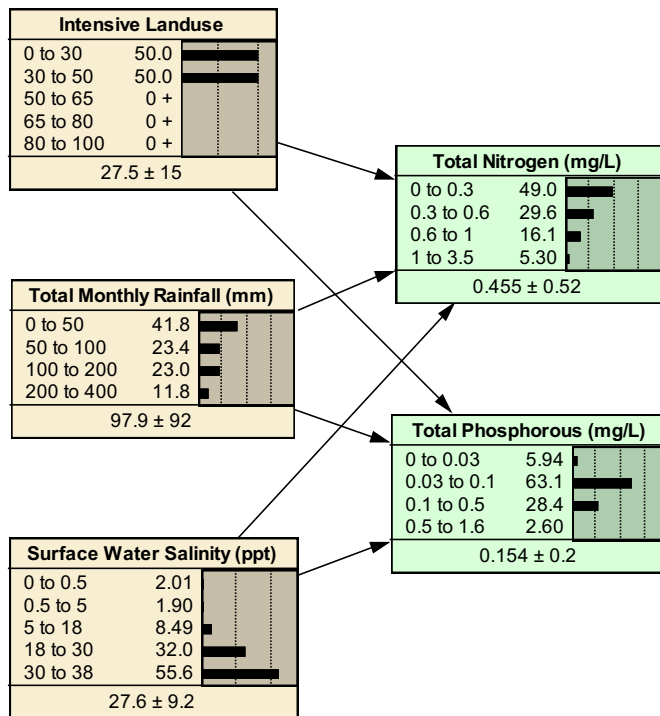 Intensive Landuse
0 to 30 50.0
30 to 50 50.0
50 to 65 0 +
65 to 80 0 +
80 to 100 0 +
27.5 ± 15
Total Monthly Rainfall (mm)
0 to 50 41.8
50 to 100 23.4
100 to 200 23.0
200 to 400 11.8
97.9 ± 92
Surface Water Salinity (ppt)
0 to 0.5 2.01
0.5 to 5 1.90
5 to 18 8.49
18 to 30 32.0
30 to 38 55.6
27.6 ± 9.2
Total Nitrogen (mg/L)
0 to 0.3 49.0
0.3 to 0.6 29.6
0.6 to 1 16.1
1 to 3.5 5.30
0.455 ± 0.52
Total Phosphorous (mg/L)
0 to 0.03 5.94
0.03 to 0.1 63.1
0.1 to 0.5 28.4
0.5 to 1.6 2.60
0.154 ± 0.2